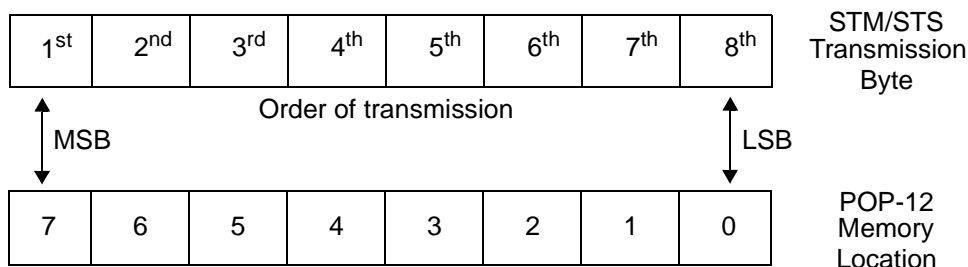 1st 2nd 3rd 4th 5th 6th 7th 8th
STM/STS
Transmission
Byte
Order of transmission
MSB LSB
7 6 5 4 3 2 1 0
POP-12
Memory
Location